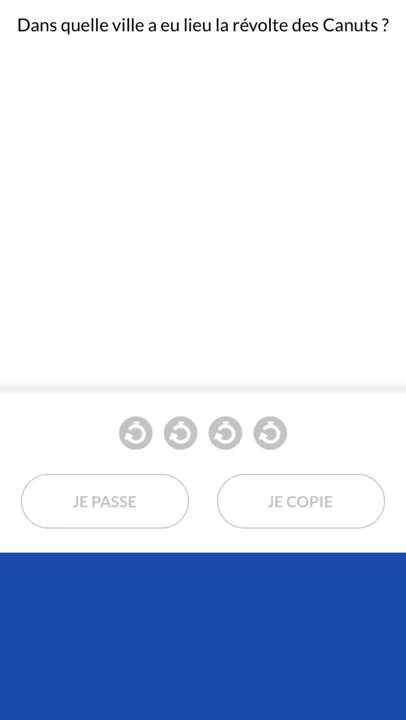 Dans quelle ville a eu lieu la révolte des Canuts ?
JE PASSE
JE COPIE